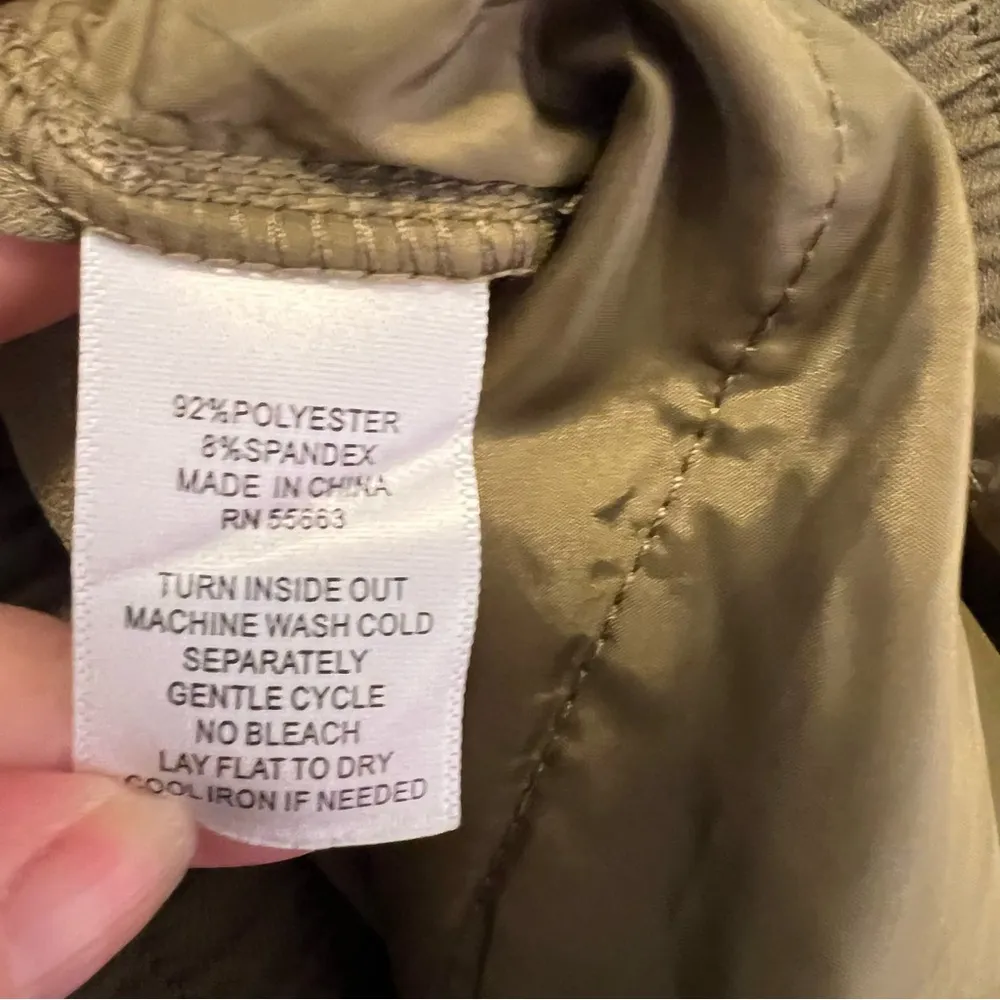 92%POLYESTER
8%SPANDEX
MADE IN CHINA
RN 55663
TURN INSIDE OUT
MACHINE WASH COLD
SEPARATELY
GENTLE CYCLE
NO BLEACH
LAY FLAT TO DRY
COOL IRON IF NEEDED